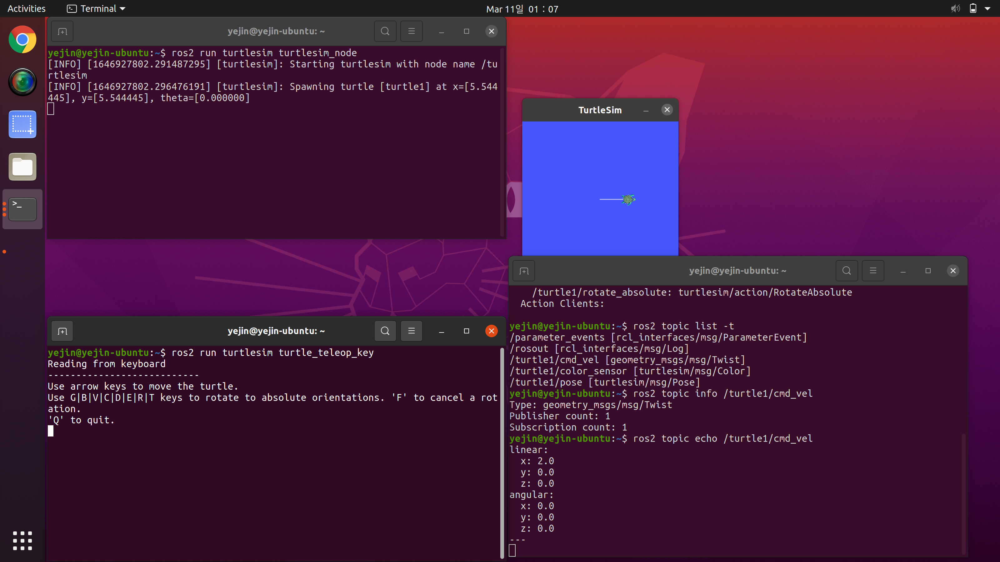 Activities Terminal Mar 11일 01 : 07
yejin@yejin-ubuntu: ~
yejin@yejin-ubuntu:~$ ros2 run turtlesim turtlesim_node
[INFO] [1646927802.291487295] [turtlesim]: Starting turtlesim with node name /tu
rtlesim
[INFO] [1646927802.296476191] [turtlesim]: Spawning turtle [turtle1] at x=[5.544
445], y=[5.544445], theta=[0.000000]
TurtleSim
yejin@yejin-ubuntu: ~
yejin@yejin-ubuntu:~$ ros2 run turtlesim turtle_teleop_key
Reading from keyboard
---------------------------
Use arrow keys to move the turtle.
Use G|B|V|C|D|E|R|T keys to rotate to absolute orientations. 'F' to cancel a rot
ation.
'Q' to quit.
yejin@yejin-ubuntu: ~
/turtle1/rotate_absolute: turtlesim/action/RotateAbsolute
Action Clients:
yejin@yejin-ubuntu:~$ ros2 topic list -t
/parameter_events [rcl_interfaces/msg/ParameterEvent]
/rosout [rcl_interfaces/msg/Log]
/turtle1/cmd_vel [geometry_msgs/msg/Twist]
/turtle1/color_sensor [turtlesim/msg/Color]
/turtle1/pose [turtlesim/msg/Pose]
yejin@yejin-ubuntu:~$ ros2 topic info /turtle1/cmd_vel
Type: geometry_msgs/msg/Twist
Publisher count: 1
Subscription count: 1
yejin@yejin-ubuntu:~$ ros2 topic echo /turtle1/cmd_vel
linear:
x: 2.0
y: 0.0
z: 0.0
angular:
x: 0.0
y: 0.0
z: 0.0
---